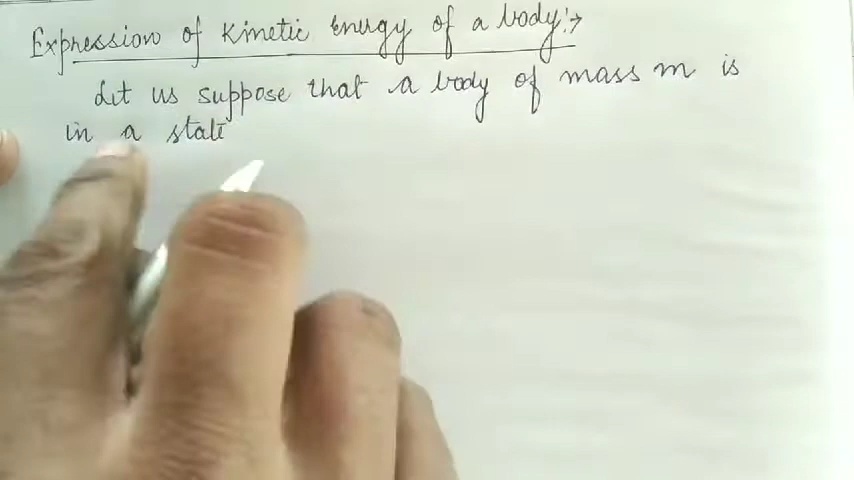 Expression of Kinetic Energy of a body:→
Let us suppose that a body of mass m is
in a state